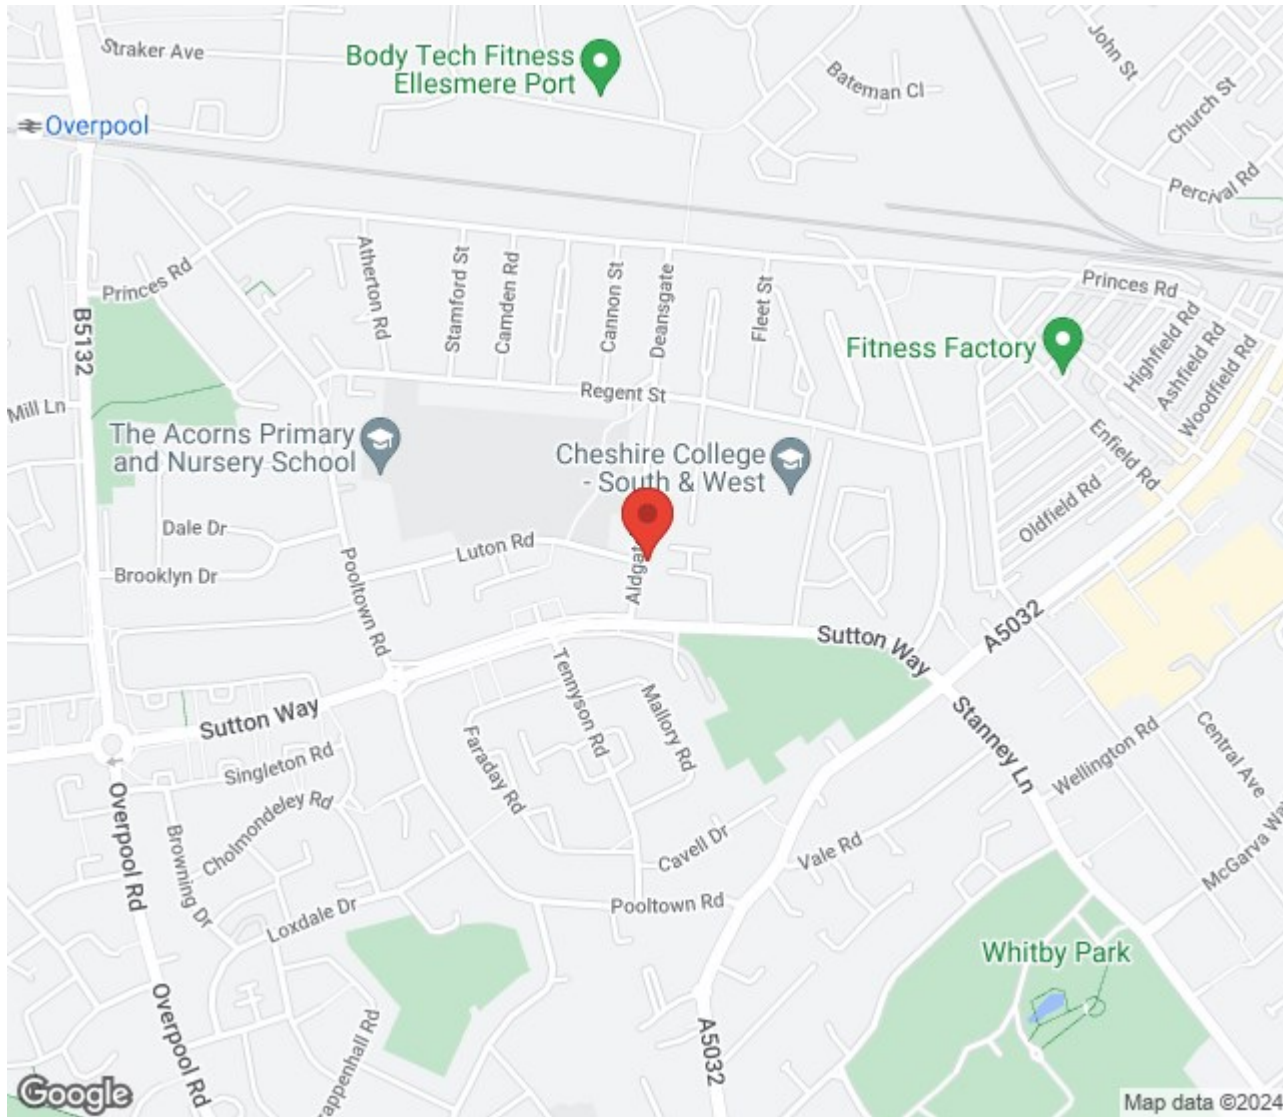 Straker Ave
Body Tech Fitness
Ellesmere Port
John St
Bateman Cl
Church St
Overpool
Percival Rd
Princes Rd
Atherton Rd
Stamford St
Camden Rd
Cannon St
Deansgate
Fleet St
Princes Rd
B5132
Highfield Rd
Ashfield Rd
Woodfield Rd
Fitness Factory
Regent St
Mill Ln
The Acorns Primary
and Nursery School
Cheshire College
- South & West
Enfield Rd
Oldfield Rd
Dale Dr
Luton Rd
Brooklyn Dr
Pooltown Rd
A5032
Sutton Way
Tennyson Rd
Mallory Rd
Sutton Way
Stanney Ln
Central Ave
Wellington Rd
Faraday Rd
Singleton Rd
Cholmondeley Rd
Overpool Rd
Browning Dr
Cavell Dr
Vale Rd
Loxdale Dr
Pooltown Rd
Whitby Park
Overpool Rd
A5032
Google
Map data ©2024